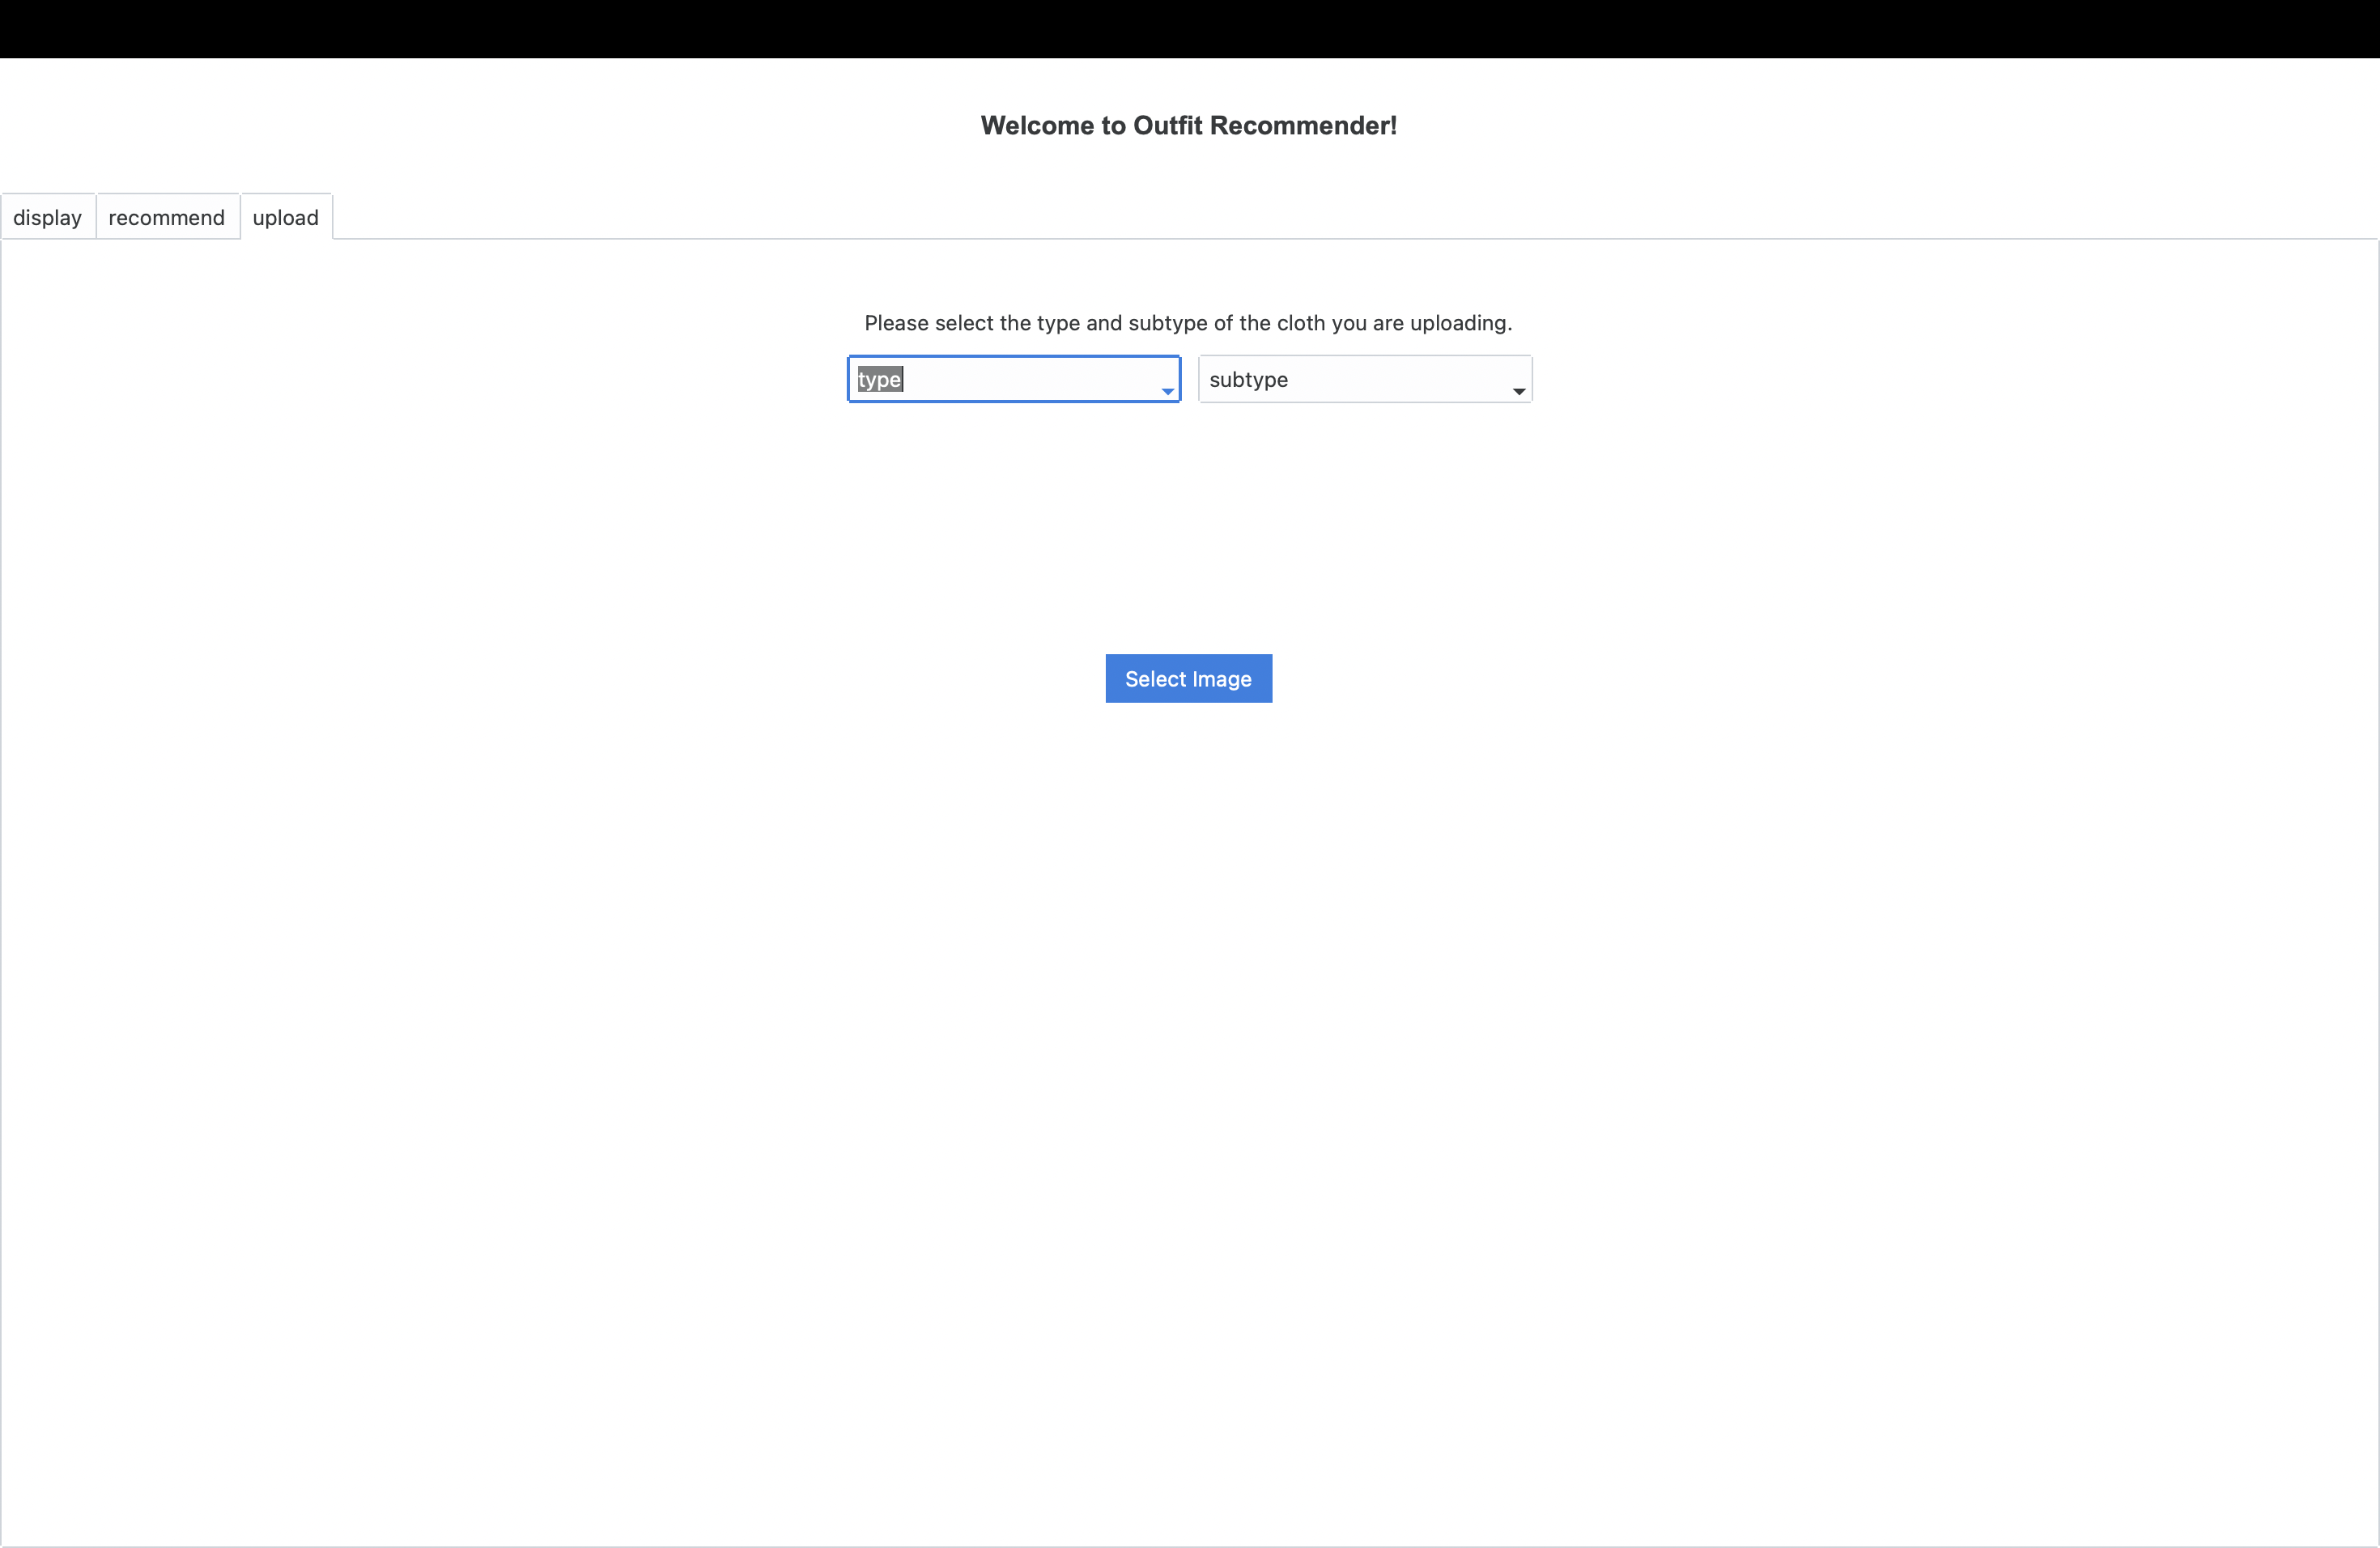 Welcome to Outfit Recommender!
display recommend upload
Please select the type and subtype of the cloth you are uploading.
type subtype
Select Image